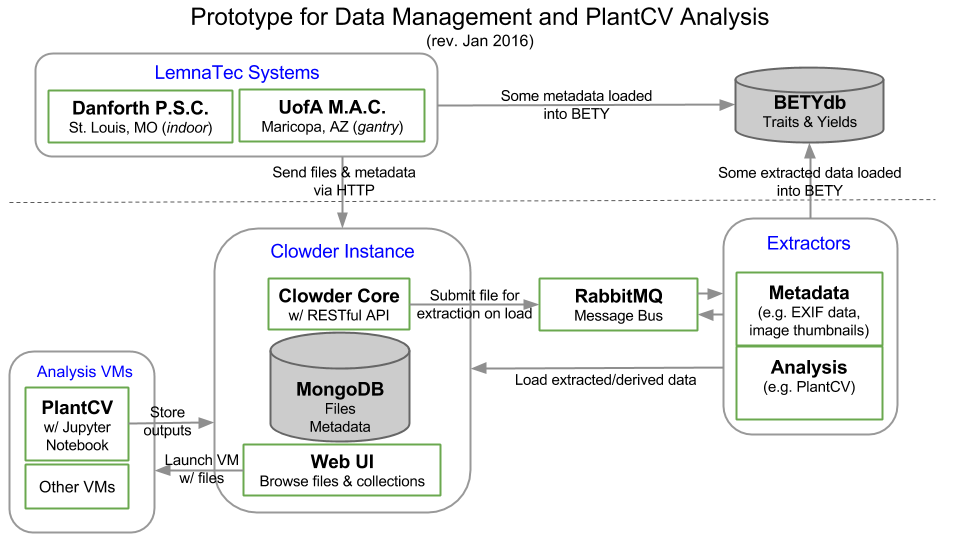 Prototype for Data Management and PlantCV Analysis
(rev. Jan 2016)
LemnaTec Systems
Danforth P.S.C.
St. Louis, MO (indoor)
UofA M.A.C.
Maricopa, AZ (gantry)
Some metadata loaded
into BETY
BETYdb
Traits & Yields
Send files & metadata
via HTTP
Some extracted data loaded
into BETY
Clowder Instance
Clowder Core
w/ RESTful API
Submit file for
extraction on load
RabbitMQ
Message Bus
Extractors
Metadata
(e.g. EXIF data,
image thumbnails)
Analysis
(e.g. PlantCV)
Load extracted/derived data
MongoDB
Files
Metadata
Analysis VMs
PlantCV
w/ Jupyter
Notebook
Other VMs
Store
outputs
Launch VM
w/ files
Web UI
Browse files & collections